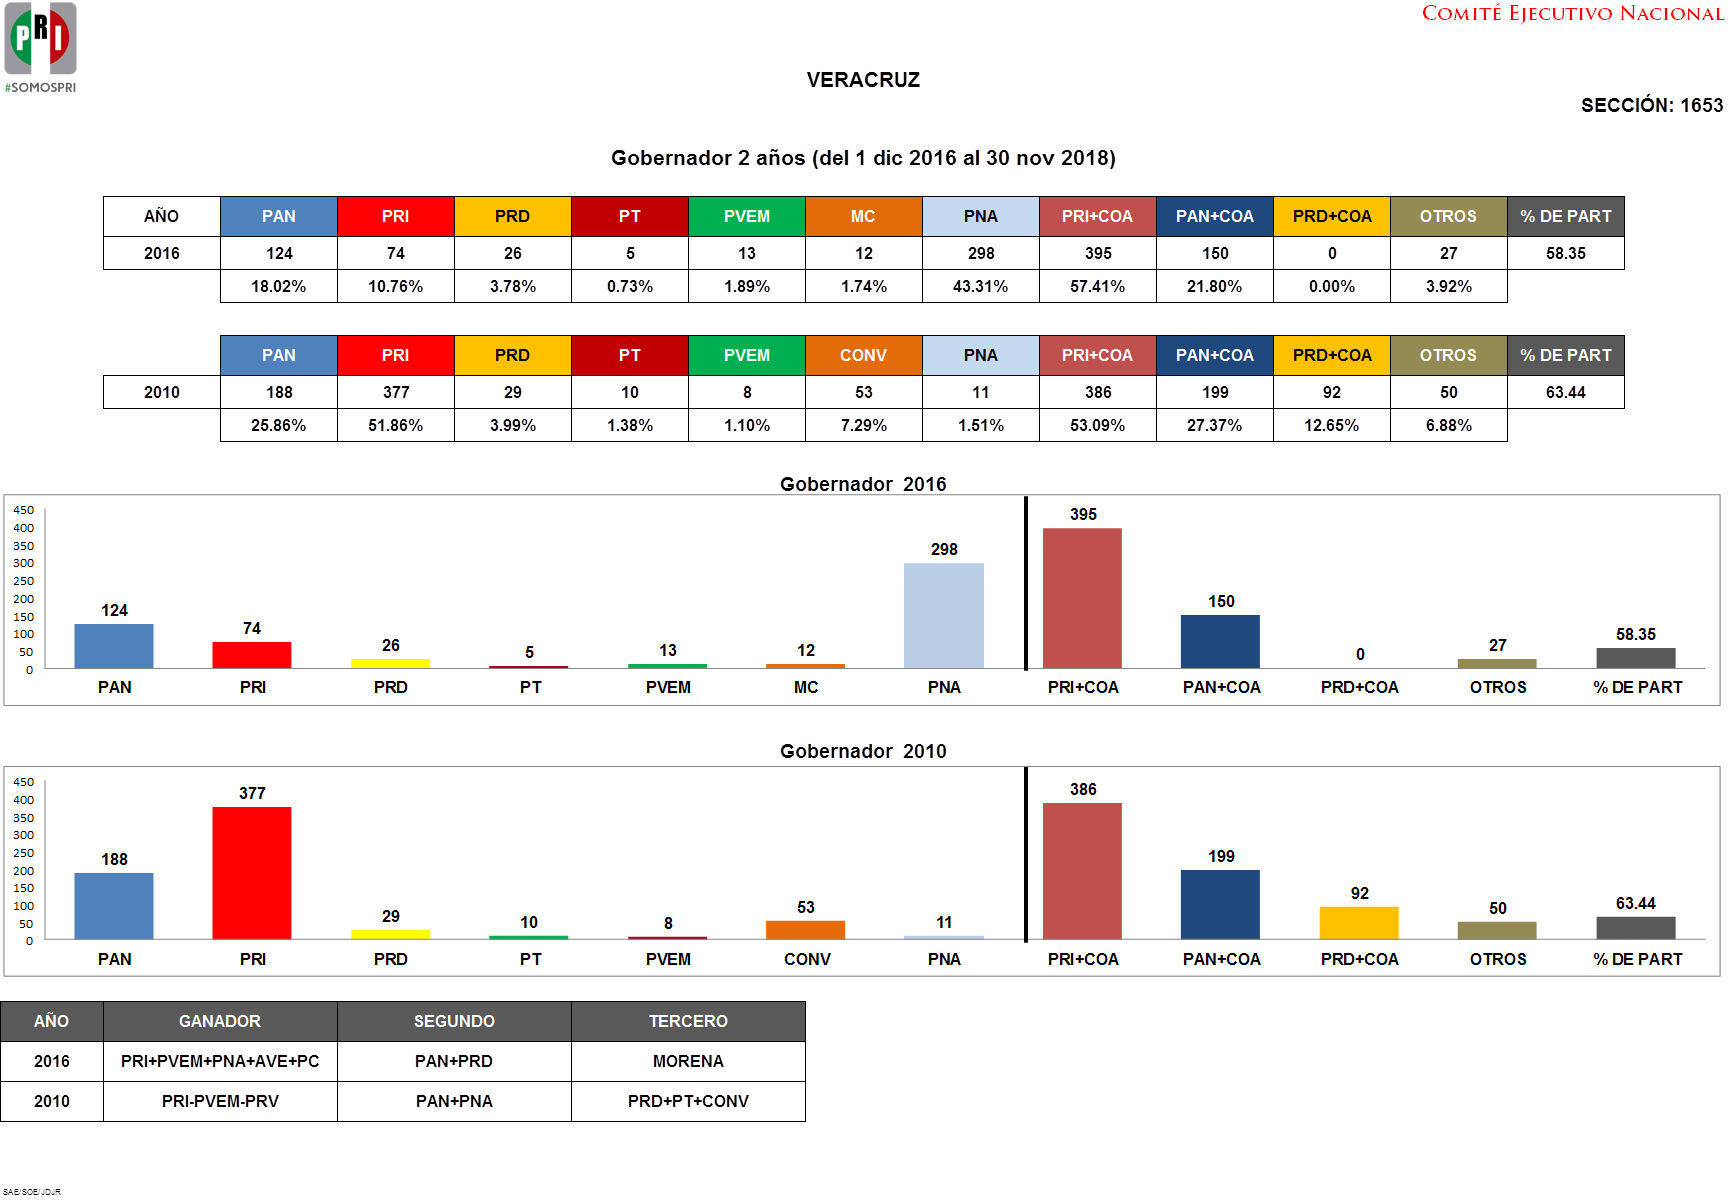 PRI
#SOMOSPRI
COMITÉ EJECUTIVO NACIONAL
VERACRUZ
SECCIÓN: 1653
Gobernador 2 años (del 1 dic 2016 al 30 nov 2018)
AÑO PAN PRI PRD PT PVEM MC PNA PRI+COA PAN+COA PRD+COA OTROS % DE PART
2016 124 74 26 5 13 12 298 395 150 0 27 58.35
18.02% 10.76% 3.78% 0.73% 1.89% 1.74% 43.31% 57.41% 21.80% 0.00% 3.92%
PAN PRI PRD PT PVEM CONV PNA PRI+COA PAN+COA PRD+COA OTROS % DE PART
2010 188 377 29 10 8 53 11 386 199 92 50 63.44
25.86% 51.86% 3.99% 1.38% 1.10% 7.29% 1.51% 53.09% 27.37% 12.65% 6.88%
Gobernador 2016
450
400
350
300
250
200
150
100
50
0
124 74 26 5 13 12 298 395 150 0 27 58.35
PAN PRI PRD PT PVEM MC PNA PRI+COA PAN+COA PRD+COA OTROS % DE PART
Gobernador 2010
450
400
350
300
250
200
150
100
50
0
188 377 29 10 8 53 11 386 199 92 50 63.44
PAN PRI PRD PT PVEM CONV PNA PRI+COA PAN+COA PRD+COA OTROS % DE PART
AÑO GANADOR SEGUNDO TERCERO
2016 PRI+PVEM+PNA+AVE+PC PAN+PRD MORENA
2010 PRI-PVEM-PRV PAN+PNA PRD+PT+CONV
SAE/SOE/JDJR